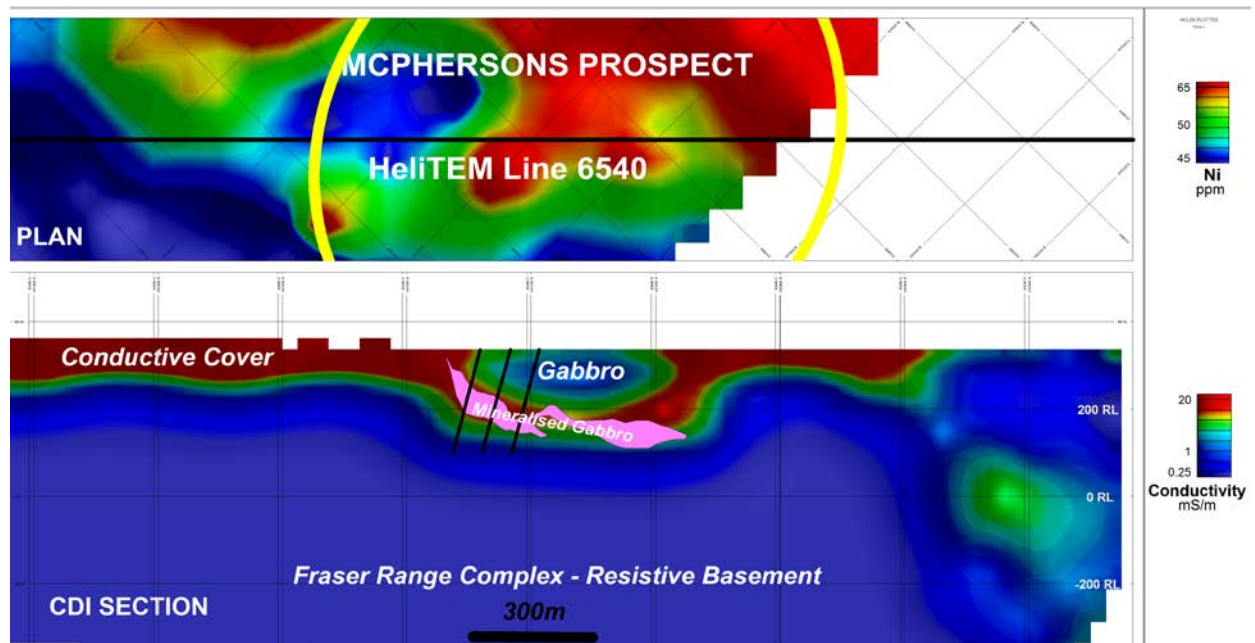 MCPHERSONS PROSPECT
HeliTEM Line 6540
PLAN
65
50
45
Ni
ppm
Conductive Cover
Gabbro
Mineralised Gabbro
200 RL
0 RL
-200 RL
Fraser Range Complex - Resistive Basement
CDI SECTION
300m
20
1
0.25
Conductivity
mS/m